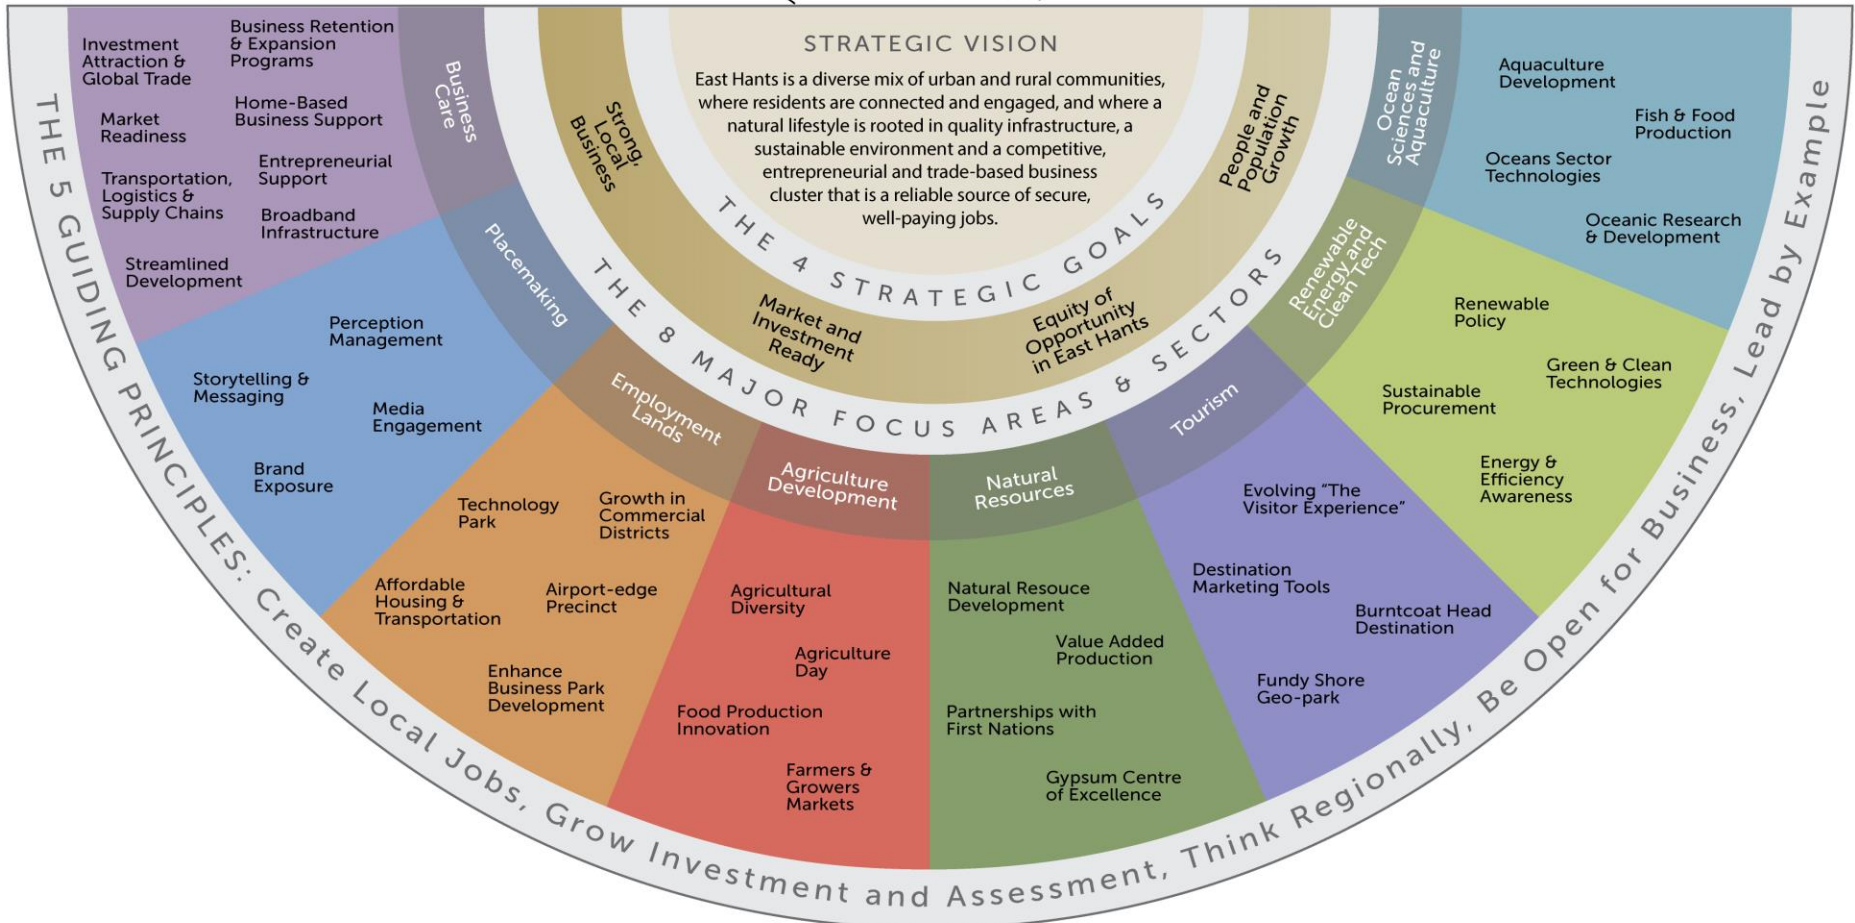 STRATEGIC VISION
East Hants is a diverse mix of urban and rural communities,
where residents are connected and engaged, and where a
natural lifestyle is rooted in quality infrastructure, a
sustainable environment and a competitive,
entrepreneurial and trade-based business
cluster that is a reliable source of secure,
well-paying jobs.
THE 4 STRATEGIC GOALS
Strong,
Local
Business
Market and
Investment
Ready
Equity of
Opportunity
in East Hants
People and
Population
Growth
THE 8 MAJOR FOCUS AREAS & SECTORS
Business
Care
Investment
Attraction &
Global Trade
Business Retention
& Expansion
Programs
Market
Readiness
Home-Based
Business Support
Transportation,
Logistics &
Supply Chains
Entrepreneurial
Support
Broadband
Infrastructure
Streamlined
Development
Placemaking
Perception
Management
Storytelling &
Messaging
Media
Engagement
Brand
Exposure
Employment
Lands
Technology
Park
Growth in
Commercial
Districts
Affordable
Housing &
Transportation
Airport-edge
Precinct
Enhance
Business Park
Development
Agriculture
Development
Agricultural
Diversity
Agriculture
Day
Food Production
Innovation
Farmers &
Growers
Markets
Natural
Resources
Natural Resouce
Development
Value Added
Production
Partnerships with
First Nations
Gypsum Centre
of Excellence
Tourism
Evolving "The
Visitor Experience"
Destination
Marketing Tools
Burntcoat Head
Destination
Fundy Shore
Geo-park
Renewable
Energy and
Clean Tech
Renewable
Policy
Green & Clean
Technologies
Sustainable
Procurement
Energy &
Efficiency
Awareness
Ocean
Sciences and
Aquaculture
Aquaculture
Development
Fish & Food
Production
Oceans Sector
Technologies
Oceanic Research
& Development
THE 5 GUIDING PRINCIPLES: Create Local Jobs, Grow Investment and Assessment, Think Regionally, Be Open for Business, Lead by Example